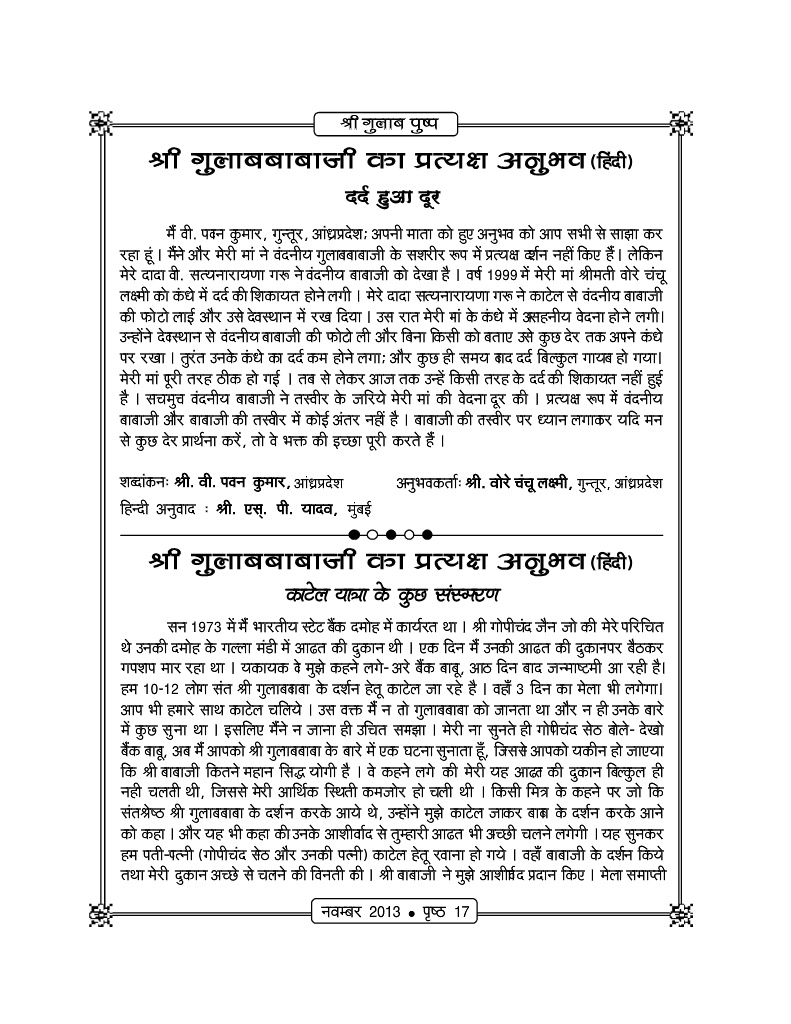 श्री गुलाब पुष्प
श्री गुलाबबाबाजी का प्रत्यक्ष अनुभव (हिंदी)
दर्द हुआ दूर
मैं वी. पवन कुमार, गुन्तूर, आंध्रप्रदेश; अपनी माता को हुए अनुभव को आप सभी से साझा कर
रहा हूं । मैंने और मेरी मां ने वंदनीय गुलाबबाबाजी के सशरीर रूप में प्रत्यक्ष दर्शन नहीं किए हैं । लेकिन
मेरे दादा वी. सत्यनारायणा गरू ने वंदनीय बाबाजी को देखा है । वर्ष 1999 में मेरी मां श्रीमती वोरे चंचू
लक्ष्मी को कंधे में दर्द की शिकायत होने लगी । मेरे दादा सत्यनारायणा गरू ने काटेल से वंदनीय बाबाजी
की फोटो लाई और उसे देवस्थान में रख दिया । उस रात मेरी मां के कंधे में असहनीय वेदना होने लगी।
उन्होंने देवस्थान से वंदनीय बाबाजी की फोटो ली और बिना किसी को बताए उसे कुछ देर तक अपने कंधे
पर रखा । तुरंत उनके कंधे का दर्द कम होने लगा; और कुछ ही समय बाद दर्द बिल्कुल गायब हो गया।
मेरी मां पूरी तरह ठीक हो गई । तब से लेकर आज तक उन्हें किसी तरह के दर्द की शिकायत नहीं हुई
है । सचमुच वंदनीय बाबाजी ने तस्वीर के जरिये मेरी मां की वेदना दूर की । प्रत्यक्ष रूप में वंदनीय
बाबाजी और बाबाजी की तस्वीर में कोई अंतर नहीं है । बाबाजी की तस्वीर पर ध्यान लगाकर यदि मन
से कुछ देर प्रार्थना करें, तो वे भक्त की इच्छा पूरी करते हैं ।
शब्दांकनः श्री. वी. पवन कुमार, आंध्रप्रदेश अनुभवकर्ताः श्री. वोरे चंचू लक्ष्मी, गुन्तूर, आंध्रप्रदेश
हिन्दी अनुवाद : श्री. एस्. पी. यादव, मुंबई
श्री गुलाबबाबाजी का प्रत्यक्ष अनुभव (हिंदी)
काटेल यात्रा के कुछ संस्मरण
सन 1973 में मैं भारतीय स्टेट बैंक दमोह में कार्यरत था । श्री गोपीचंद जैन जो की मेरे परिचित
थे उनकी दमोह के गल्ला मंडी में आढत की दुकान थी । एक दिन मैं उनकी आढत की दुकानपर बैठकर
गपशप मार रहा था । यकायक वे मुझे कहने लगे- अरे बैंक बाबू, आठ दिन बाद जन्माष्टमी आ रही है।
हम 10-12 लोग संत श्री गुलाबबाबा के दर्शन हेतू काटेल जा रहे है । वहाँ 3 दिन का मेला भी लगेगा।
आप भी हमारे साथ काटेल चलिये । उस वक्त मैं न तो गुलाबबाबा को जानता था और न ही उनके बारे
में कुछ सुना था । इसलिए मैंने न जाना ही उचित समझा । मेरी ना सुनते ही गोपीचंद सेठ बोले- देखो
बैंक बाबू, अब मैं आपको श्री गुलाबबाबा के बारे में एक घटना सुनाता हूँ, जिससे आपको यकीन हो जाएया
कि श्री बाबाजी कितने महान सिद्ध योगी है । वे कहने लगे की मेरी यह आढत की दुकान बिल्कुल ही
नही चलती थी, जिससे मेरी आर्थिक स्थिती कमजोर हो चली थी । किसी मित्र के कहने पर जो कि
संतश्रेष्ठ श्री गुलाबबाबा के दर्शन करके आये थे, उन्होंने मुझे काटेल जाकर बाबा के दर्शन करके आने
को कहा । और यह भी कहा की उनके आशीर्वाद से तुम्हारी आढत भी अच्छी चलने लगेगी । यह सुनकर
हम पती-पत्नी (गोपीचंद सेठ और उनकी पत्नी) काटेल हेतू रवाना हो गये । वहाँ बाबाजी के दर्शन किये
तथा मेरी दुकान अच्छे से चलने की विनती की । श्री बाबाजी ने मुझे आशीर्वाद प्रदान किए । मेला समाप्ती
नवम्बर 2013 ● पृष्ठ 17